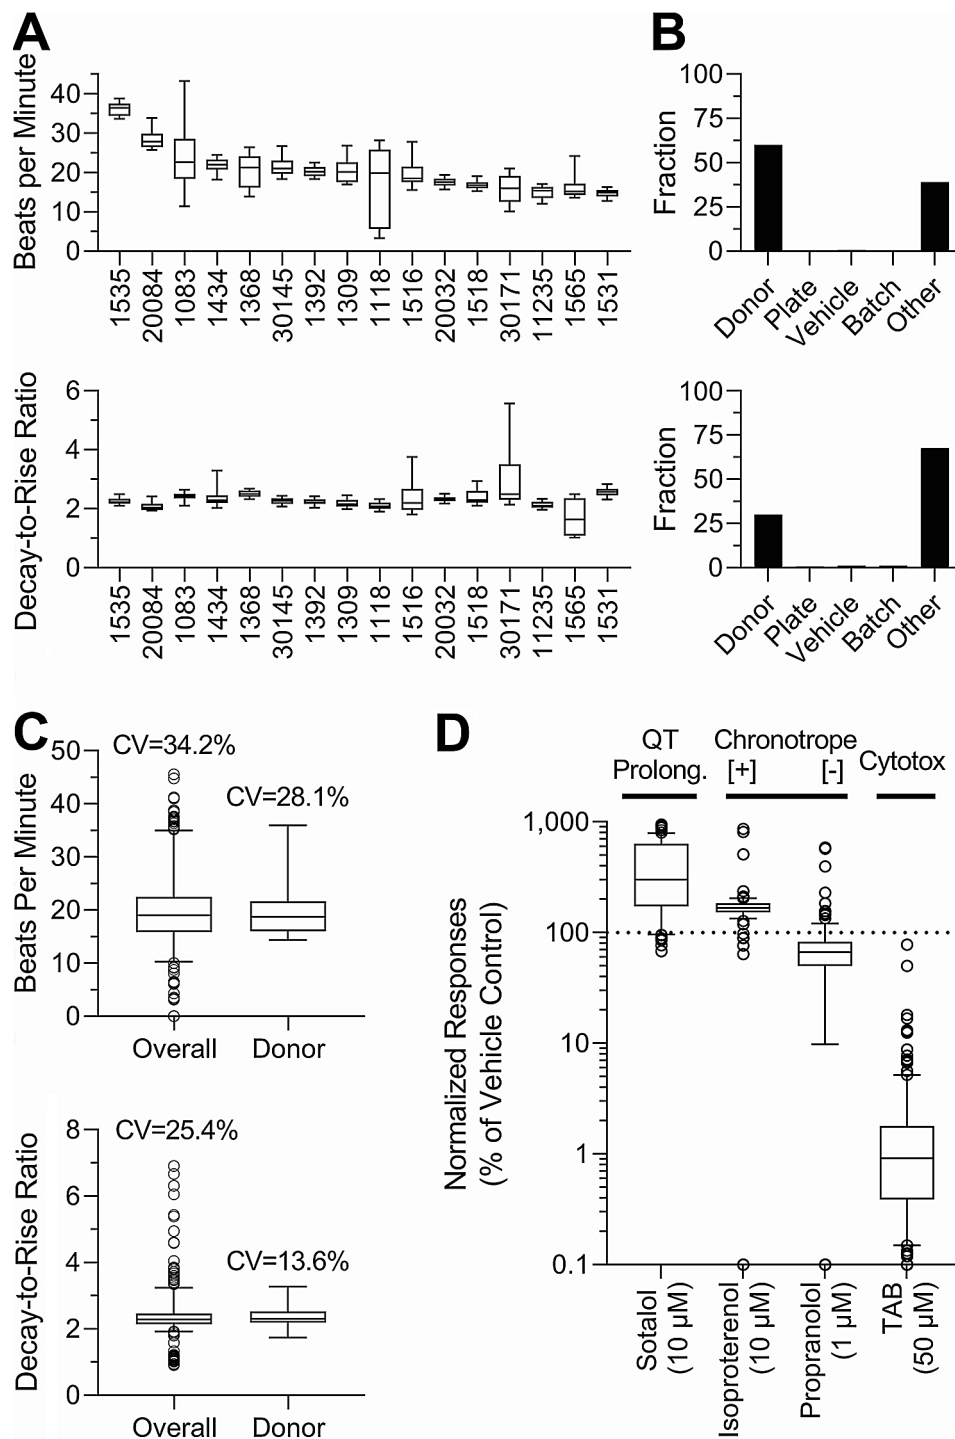 A
Beats per Minute
40
30
20
10
0
1535
20084
10083
1434
1368
30145
1392
1309
1118
1516
20032
1518
30171
11235
1565
1531
B
Fraction
100
75
50
25
0
Donor
Plate
Vehicle
Batch
Other
Decay-to-Rise Ratio
6
4
2
0
1535
20084
1083
1434
1368
30145
1392
1309
1118
1516
20032
1518
30171
11235
1565
1531
Fraction
100
75
50
25
0
Donor
Plate
Vehicle
Batch
Other
C
Beats Per Minute
50
40
30
20
10
0
CV=34.2%
CV=28.1%
Overall
Donor
Decay-to-Rise Ratio
8
6
4
2
0
CV=25.4%
CV=13.6%
Overall
Donor
D
QT
Prolong.
Chronotrope
[+]
[-]
Cytotox
Normalized Responses
(% of Vehicle Control)
1,000
100
10
1
0.1
Sotalol
(10 µM)
Isoproterenol
(10 µM)
Propranolol
(1 µM)
TAB
(50 µM)